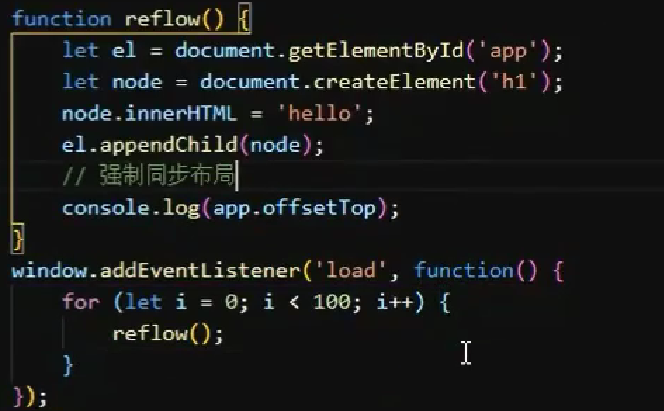 function reflow() {
    let el = document.getElementById('app');
    let node = document.createElement('h1');
    node.innerHTML = 'hello';
    el.appendChild(node);
    // 强制同步布局
    console.log(app.offsetTop);
}
window.addEventListener('load', function() {
    for (let i = 0; i < 100; i++) {
        reflow();
    }
});